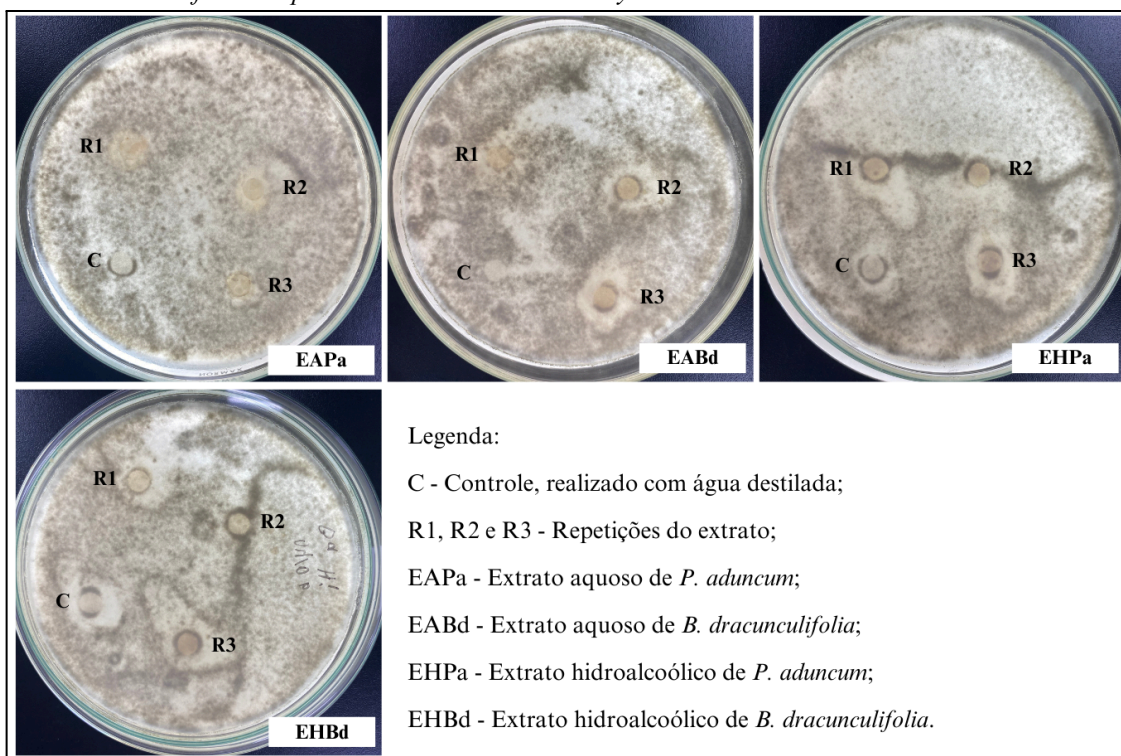 R1
R2
C
R3
EAPa
R1
R2
C
R3
EABd
R1
R2
C
R3
EHPa
R1
R2
C
R3
EHBd
Legenda:
C - Controle, realizado com água destilada;
R1, R2 e R3 - Repetições do extrato;
EAPa - Extrato aquoso de P. aduncum;
EABd - Extrato aquoso de B. dracunculifolia;
EHPa - Extrato hidroalcoólico de P. aduncum;
EHBd - Extrato hidroalcoólico de B. dracunculifolia.